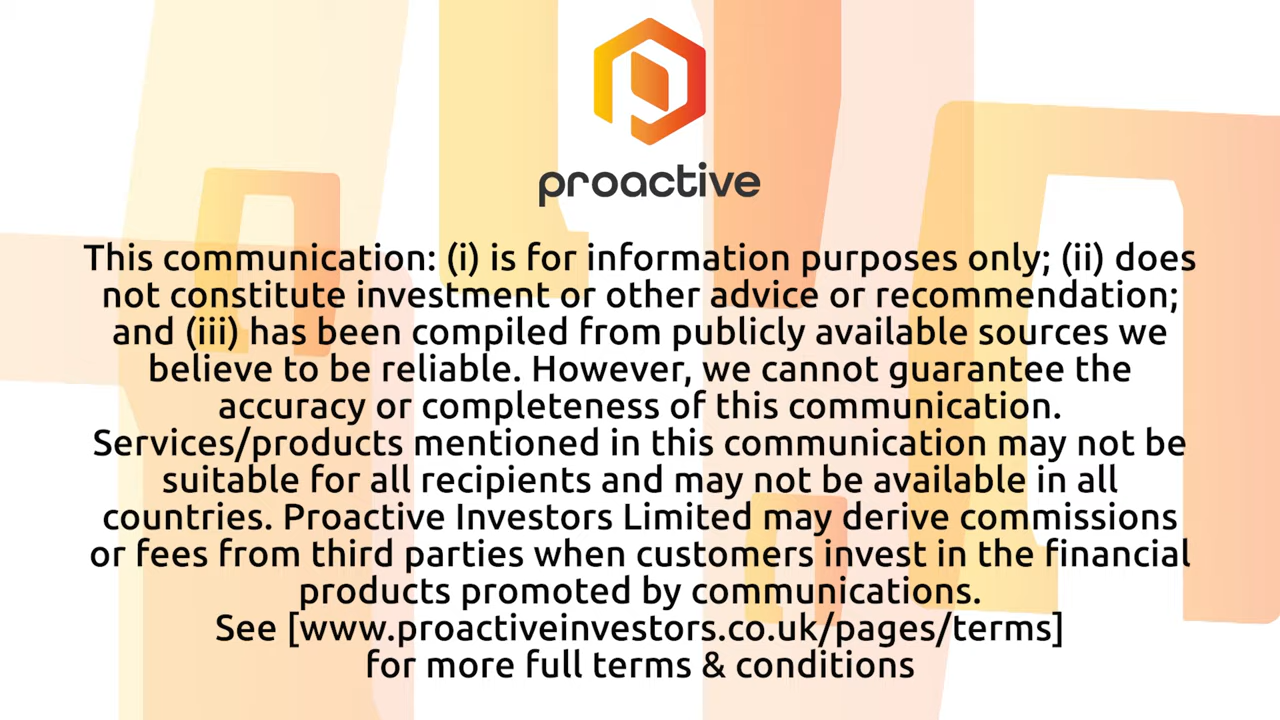 proactive
This communication: (i) is for information purposes only; (ii) does
not constitute investment or other advice or recommendation;
and (iii) has been compiled from publicly available sources we
believe to be reliable. However, we cannot guarantee the
accuracy or completeness of this communication.
Services/products mentioned in this communication may not be
suitable for all recipients and may not be available in all
countries. Proactive Investors Limited may derive commissions
or fees from third parties when customers invest in the financial
products promoted by communications.
See [www.proactiveinvestors.co.uk/pages/terms]
for more full terms & conditions